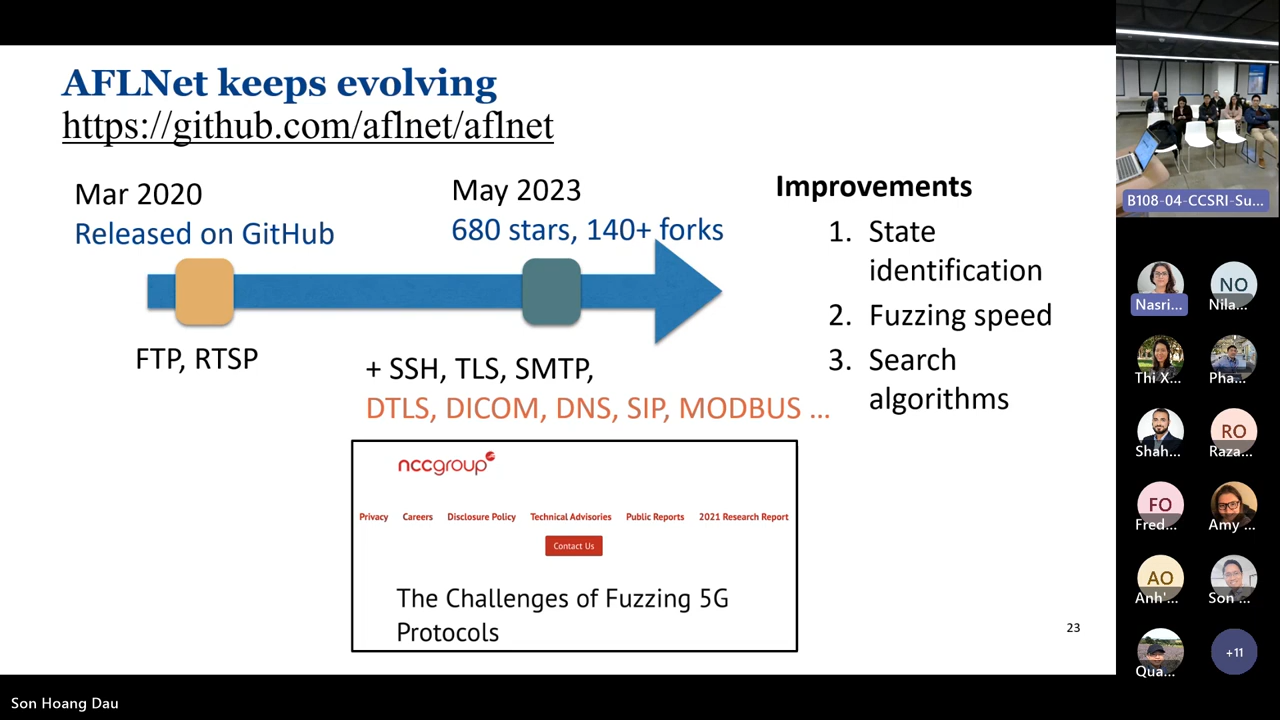 AFLNet keeps evolving
https://github.com/aflnet/aflnet
Mar 2020
Released on GitHub
May 2023
680 stars, 140+ forks
FTP, RTSP
+ SSH, TLS, SMTP,
DTLS, DICOM, DNS, SIP, MODBUS ...
Improvements
1. State
identification
2. Fuzzing speed
3. Search
algorithms
nccgroup
Privacy Careers Disclosure Policy Technical Advisories Public Reports 2021 Research Report
Contact Us
The Challenges of Fuzzing 5G
Protocols
23
B108-04-CCSRI-Su...
Nasri...
NO
Nila...
Thi X...
Pha...
Shah...
RO
Raza...
FO
Fred...
Amy ...
AO
Anh'...
Son ...
Qua...
+11
Son Hoang Dau